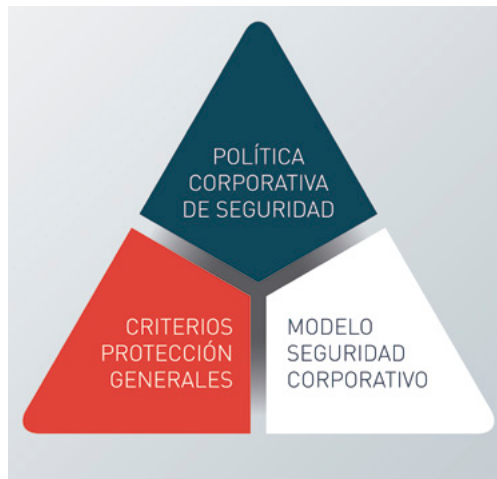 POLÍTICA
CORPORATIVA
DE SEGURIDAD
CRITERIOS
PROTECCIÓN
GENERALES
MODELO
SEGURIDAD
CORPORATIVO